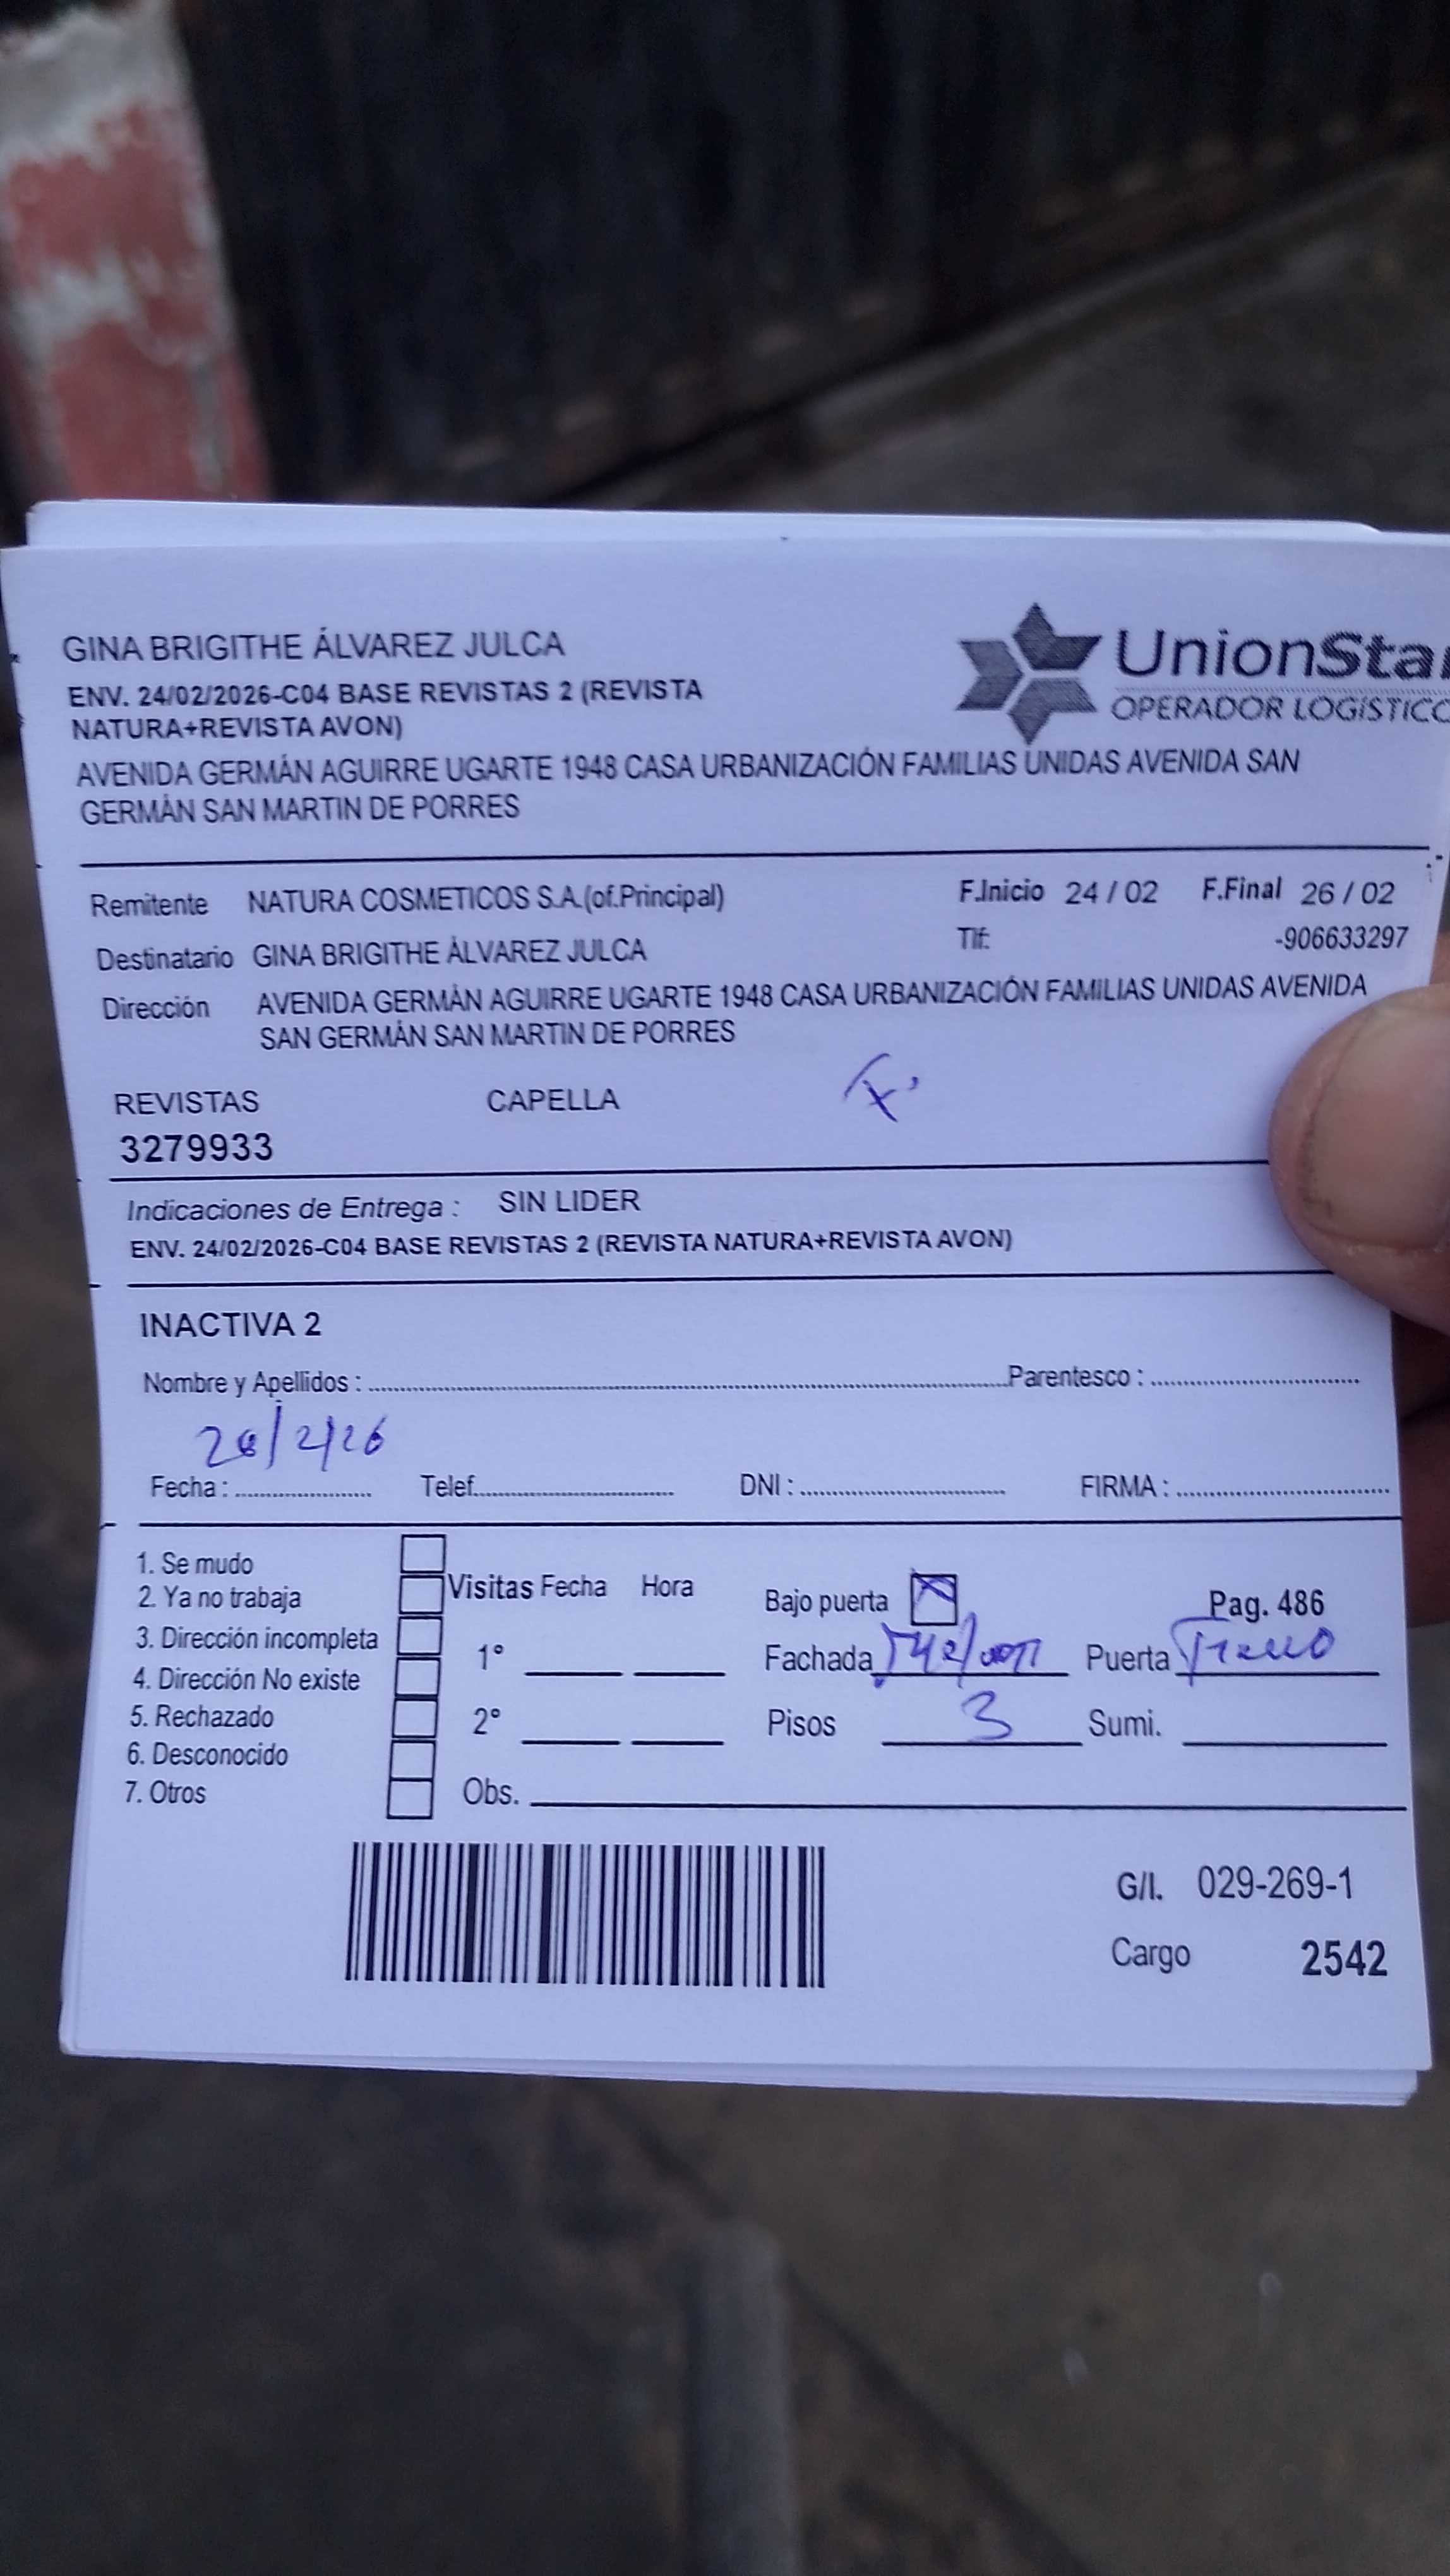 GINA BRIGITHE ÁLVAREZ JULCA
ENV. 24/02/2026-C04 BASE REVISTAS 2 (REVISTA
NATURA+REVISTA AVON)
AVENIDA GERMÁN AGUIRRE UGARTE 1948 CASA URBANIZACIÓN FAMILIAS UNIDAS AVENIDA SAN
GERMÁN SAN MARTIN DE PORRES
UnionStar
OPERADOR LOGÍSTICO
Remitente NATURA COSMETICOS S.A.(of.Principal) F.Inicio 24 / 02 F.Final 26 / 02
Destinatario GINA BRIGITHE ÁLVAREZ JULCA Tlf: -906633297
Dirección AVENIDA GERMÁN AGUIRRE UGARTE 1948 CASA URBANIZACIÓN FAMILIAS UNIDAS AVENIDA
SAN GERMÁN SAN MARTIN DE PORRES
REVISTAS CAPELLA
3279933
Indicaciones de Entrega : SIN LIDER
ENV. 24/02/2026-C04 BASE REVISTAS 2 (REVISTA NATURA+REVISTA AVON)
INACTIVA 2
Nombre y Apellidos : Parentesco :
Fecha : Telef. DNI : FIRMA :
1. Se mudo
2. Ya no trabaja
3. Dirección incompleta
4. Dirección No existe
5. Rechazado
6. Desconocido
7. Otros
Visitas Fecha Hora
1°
2°
Obs.
Bajo puerta Pag. 486
Fachada Puerta
Pisos 3 Sumi.
G/I. 029-269-1
Cargo 2542